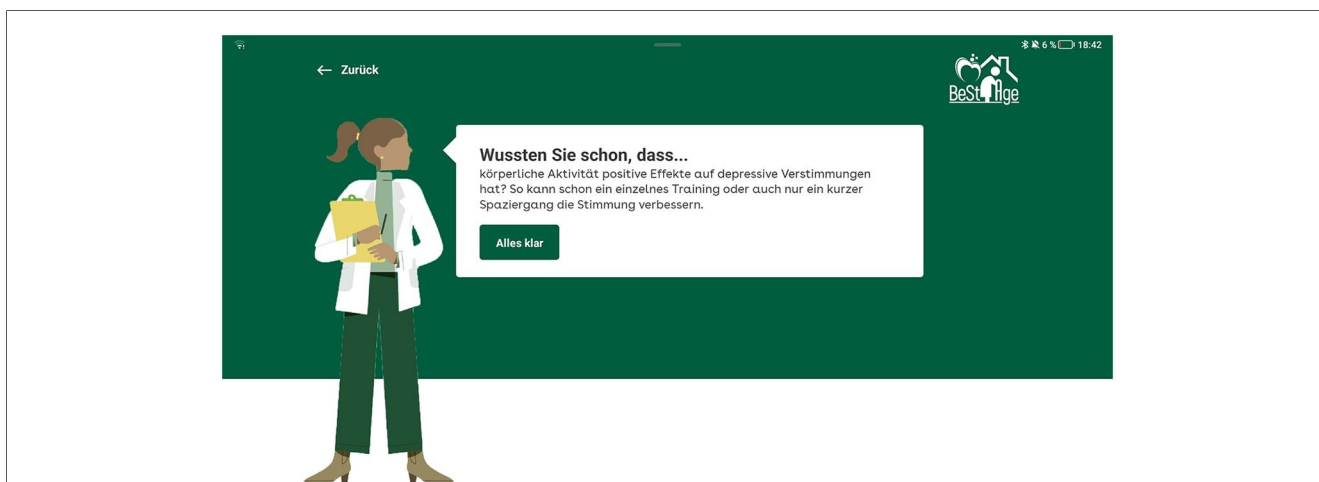 6 % 18:42
← Zurück
BeSt Age
Wussten Sie schon, dass...
körperliche Aktivität positive Effekte auf depressive Verstimmungen
hat? So kann schon ein einzelnes Training oder auch nur ein kurzer
Spaziergang die Stimmung verbessern.
Alles klar